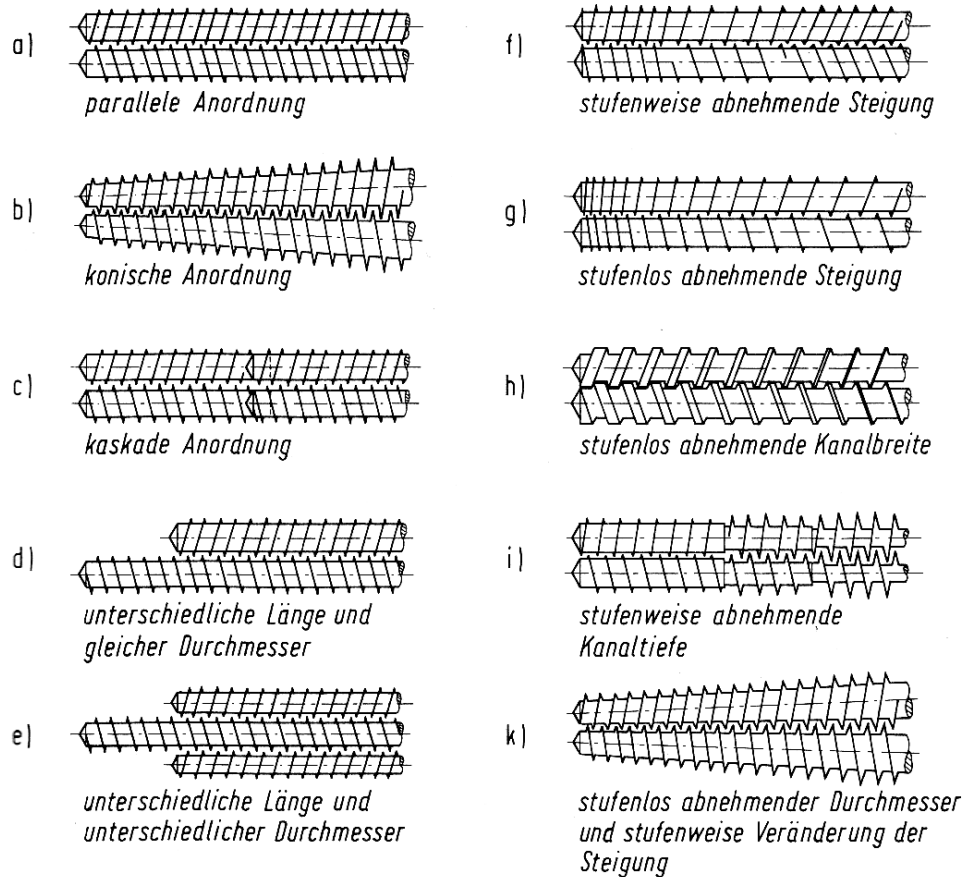 a)
parallele Anordnung
b)
konische Anordnung
c)
kaskade Anordnung
d)
unterschiedliche Länge und
gleicher Durchmesser
e)
unterschiedliche Länge und
unterschiedlicher Durchmesser
f)
stufenweise abnehmende Steigung
g)
stufenlos abnehmende Steigung
h)
stufenlos abnehmende Kanalbreite
i)
stufenweise abnehmende
Kanaltiefe
k)
stufenlos abnehmender Durchmesser
und stufenweise Veränderung der
Steigung